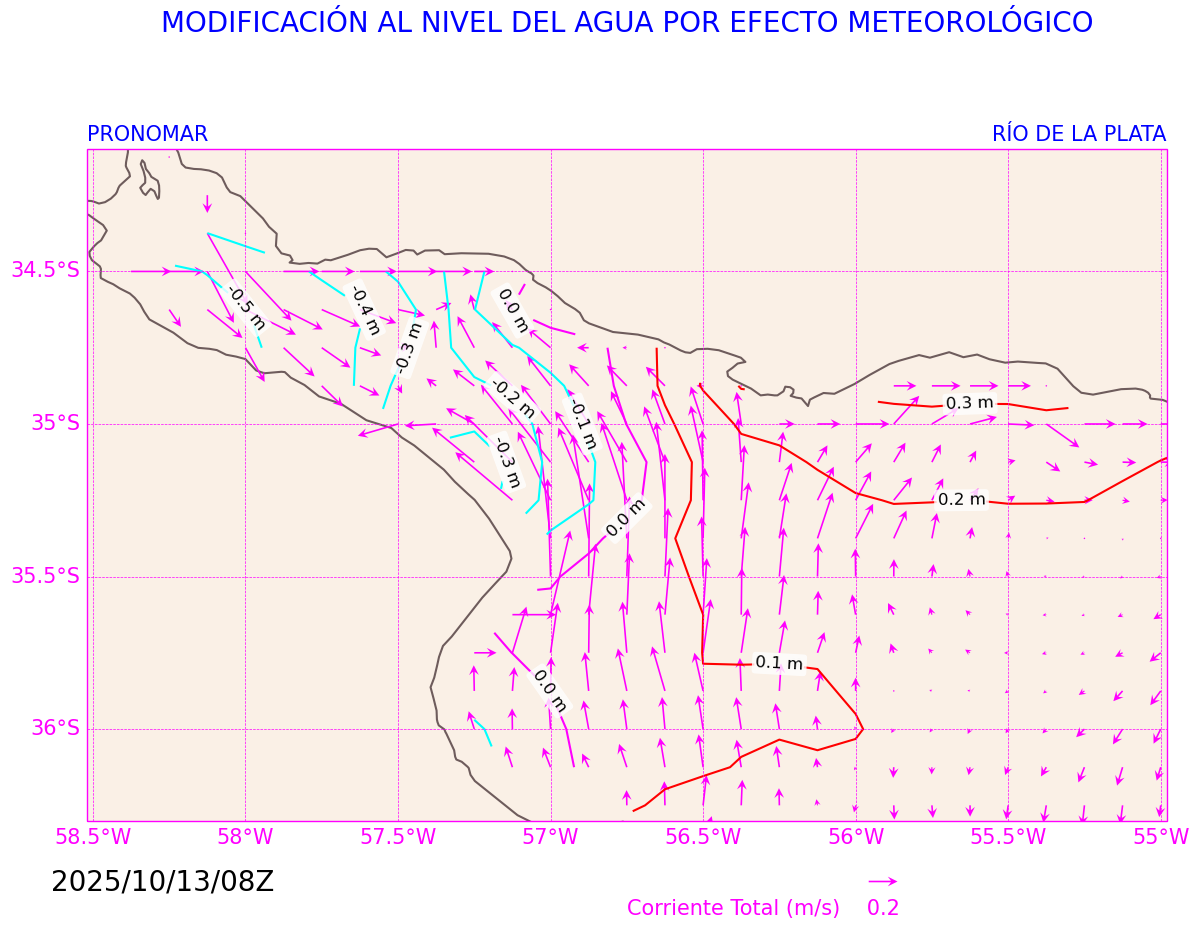 MODIFICACIÓN AL NIVEL DEL AGUA POR EFECTO METEOROLÓGICO
PRONOMAR
RÍO DE LA PLATA
34.5°S
35°S
35.5°S
36°S
-0.5 m
-0.4 m
-0.3 m
0.0 m
-0.2 m
-0.1 m
-0.3 m
0.0 m
0.0 m
0.3 m
0.2 m
0.1 m
58.5°W
58°W
57.5°W
57°W
56.5°W
56°W
55.5°W
55°W
2025/10/13/08Z
Corriente Total (m/s)
0.2